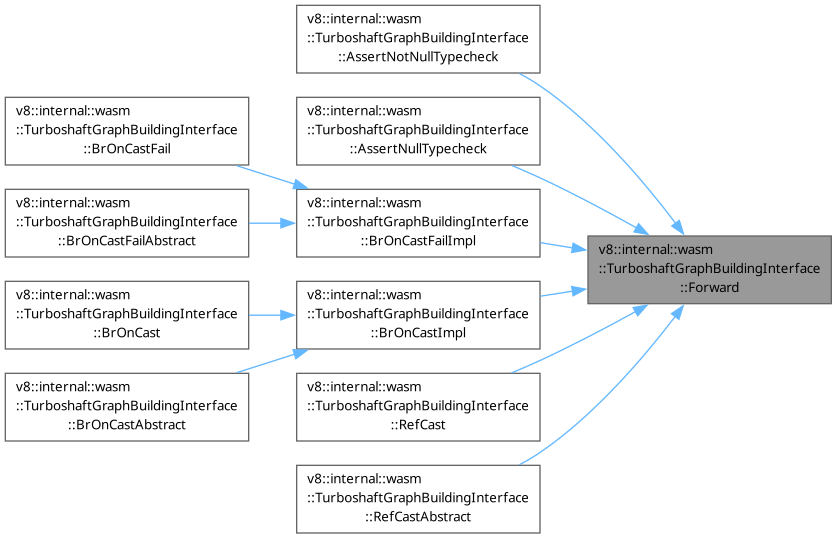 v8::internal::wasm
::TurboshaftGraphBuildingInterface
::AssertNotNullTypecheck
v8::internal::wasm
::TurboshaftGraphBuildingInterface
::BrOnCastFail
v8::internal::wasm
::TurboshaftGraphBuildingInterface
::AssertNullTypecheck
v8::internal::wasm
::TurboshaftGraphBuildingInterface
::BrOnCastFailAbstract
v8::internal::wasm
::TurboshaftGraphBuildingInterface
::BrOnCastFailImpl
v8::internal::wasm
::TurboshaftGraphBuildingInterface
::Forward
v8::internal::wasm
::TurboshaftGraphBuildingInterface
::BrOnCast
v8::internal::wasm
::TurboshaftGraphBuildingInterface
::BrOnCastImpl
v8::internal::wasm
::TurboshaftGraphBuildingInterface
::BrOnCastAbstract
v8::internal::wasm
::TurboshaftGraphBuildingInterface
::RefCast
v8::internal::wasm
::TurboshaftGraphBuildingInterface
::RefCastAbstract